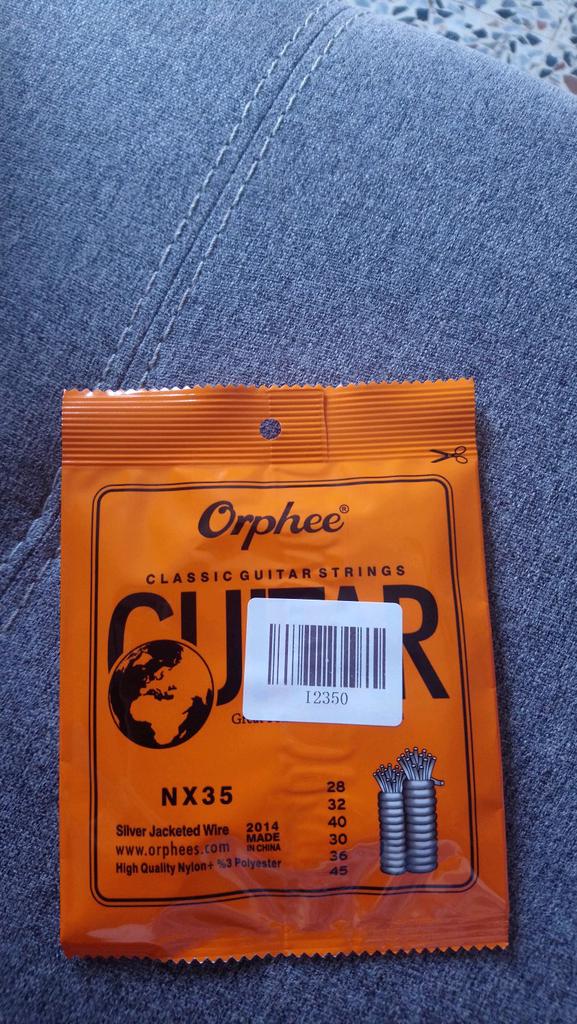 Orphee®
CLASSIC GUITAR STRINGS
GUITAR
I2350
NX35
Silver Jacketed Wire
www.orphees.com
High Quality Nylon+ %3 Polyester
2014
MADE
IN CHINA
28
32
40
30
36
45